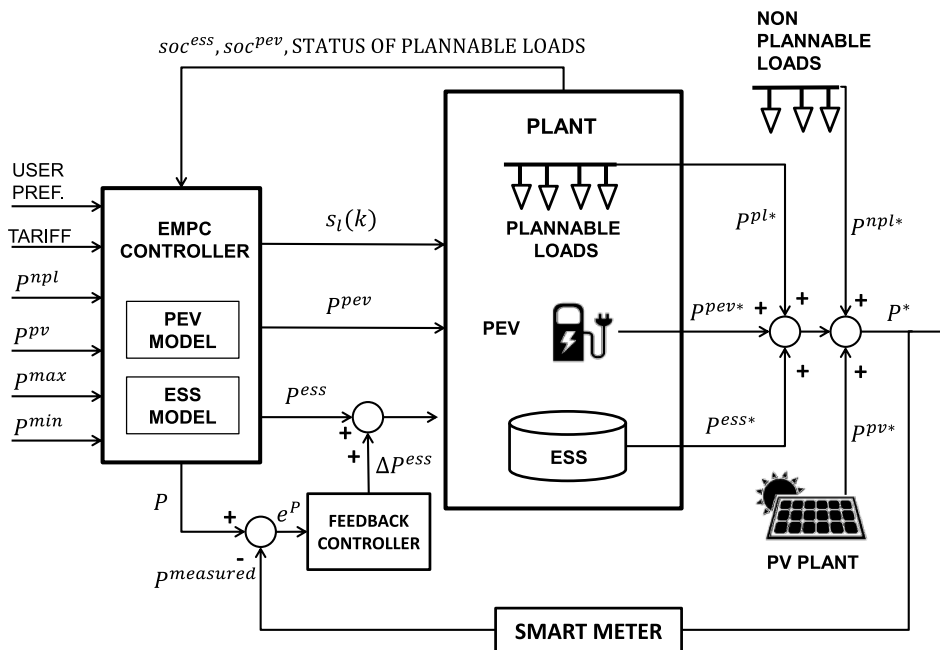 soc^{ess}, soc^{pev}, STATUS OF PLANNABLE LOADS
NON
PLANNABLE
LOADS
PLANT
USER
PREF.
TARIFF
P^{npl}
P^{pv}
P^{max}
P^{min}
EMPC
CONTROLLER
PEV
MODEL
ESS
MODEL
s_l(k)
P^{pev}
P^{ess}
+
+
ΔP^{ess}
PLANNABLE
LOADS
PEV
ESS
P^{pl*}
P^{npl*}
P^{pev*}
+
+
+
+
+
P^*
P^{ess*}
P^{pv*}
P
+
-
e^P
FEEDBACK
CONTROLLER
P^{measured}
PV PLANT
SMART METER